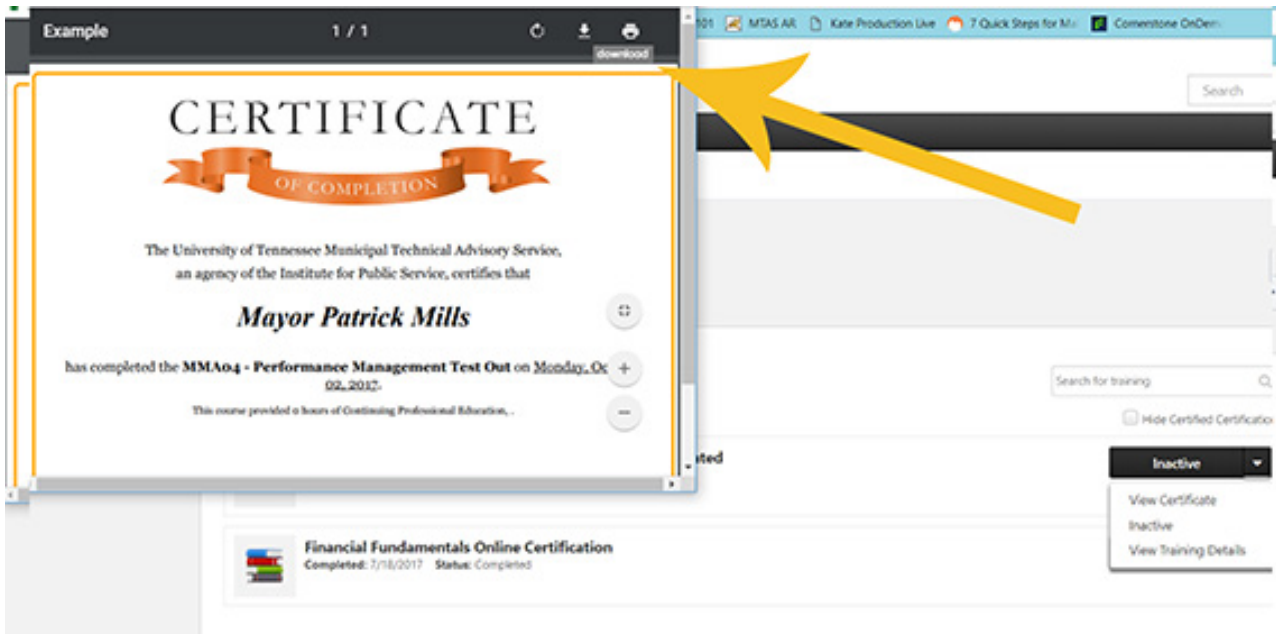 Example 1 / 1
download
CERTIFICATE
OF COMPLETION
The University of Tennessee Municipal Technical Advisory Service,
an agency of the Institute for Public Service, certifies that
Mayor Patrick Mills
has completed the MMA04 - Performance Management Test Out on Monday, Oc
02, 2017.
This course provided 0 hours of Continuing Professional Education, .
101 MTAS AR Kate Production Live 7 Quick Steps for Ma Cornerstone OnDem
Search
Search for training
Hide Certified Certificatio
ated
Inactive
View Certificate
Inactive
View Training Details
Financial Fundamentals Online Certification
Completed: 7/18/2017 Status: Completed